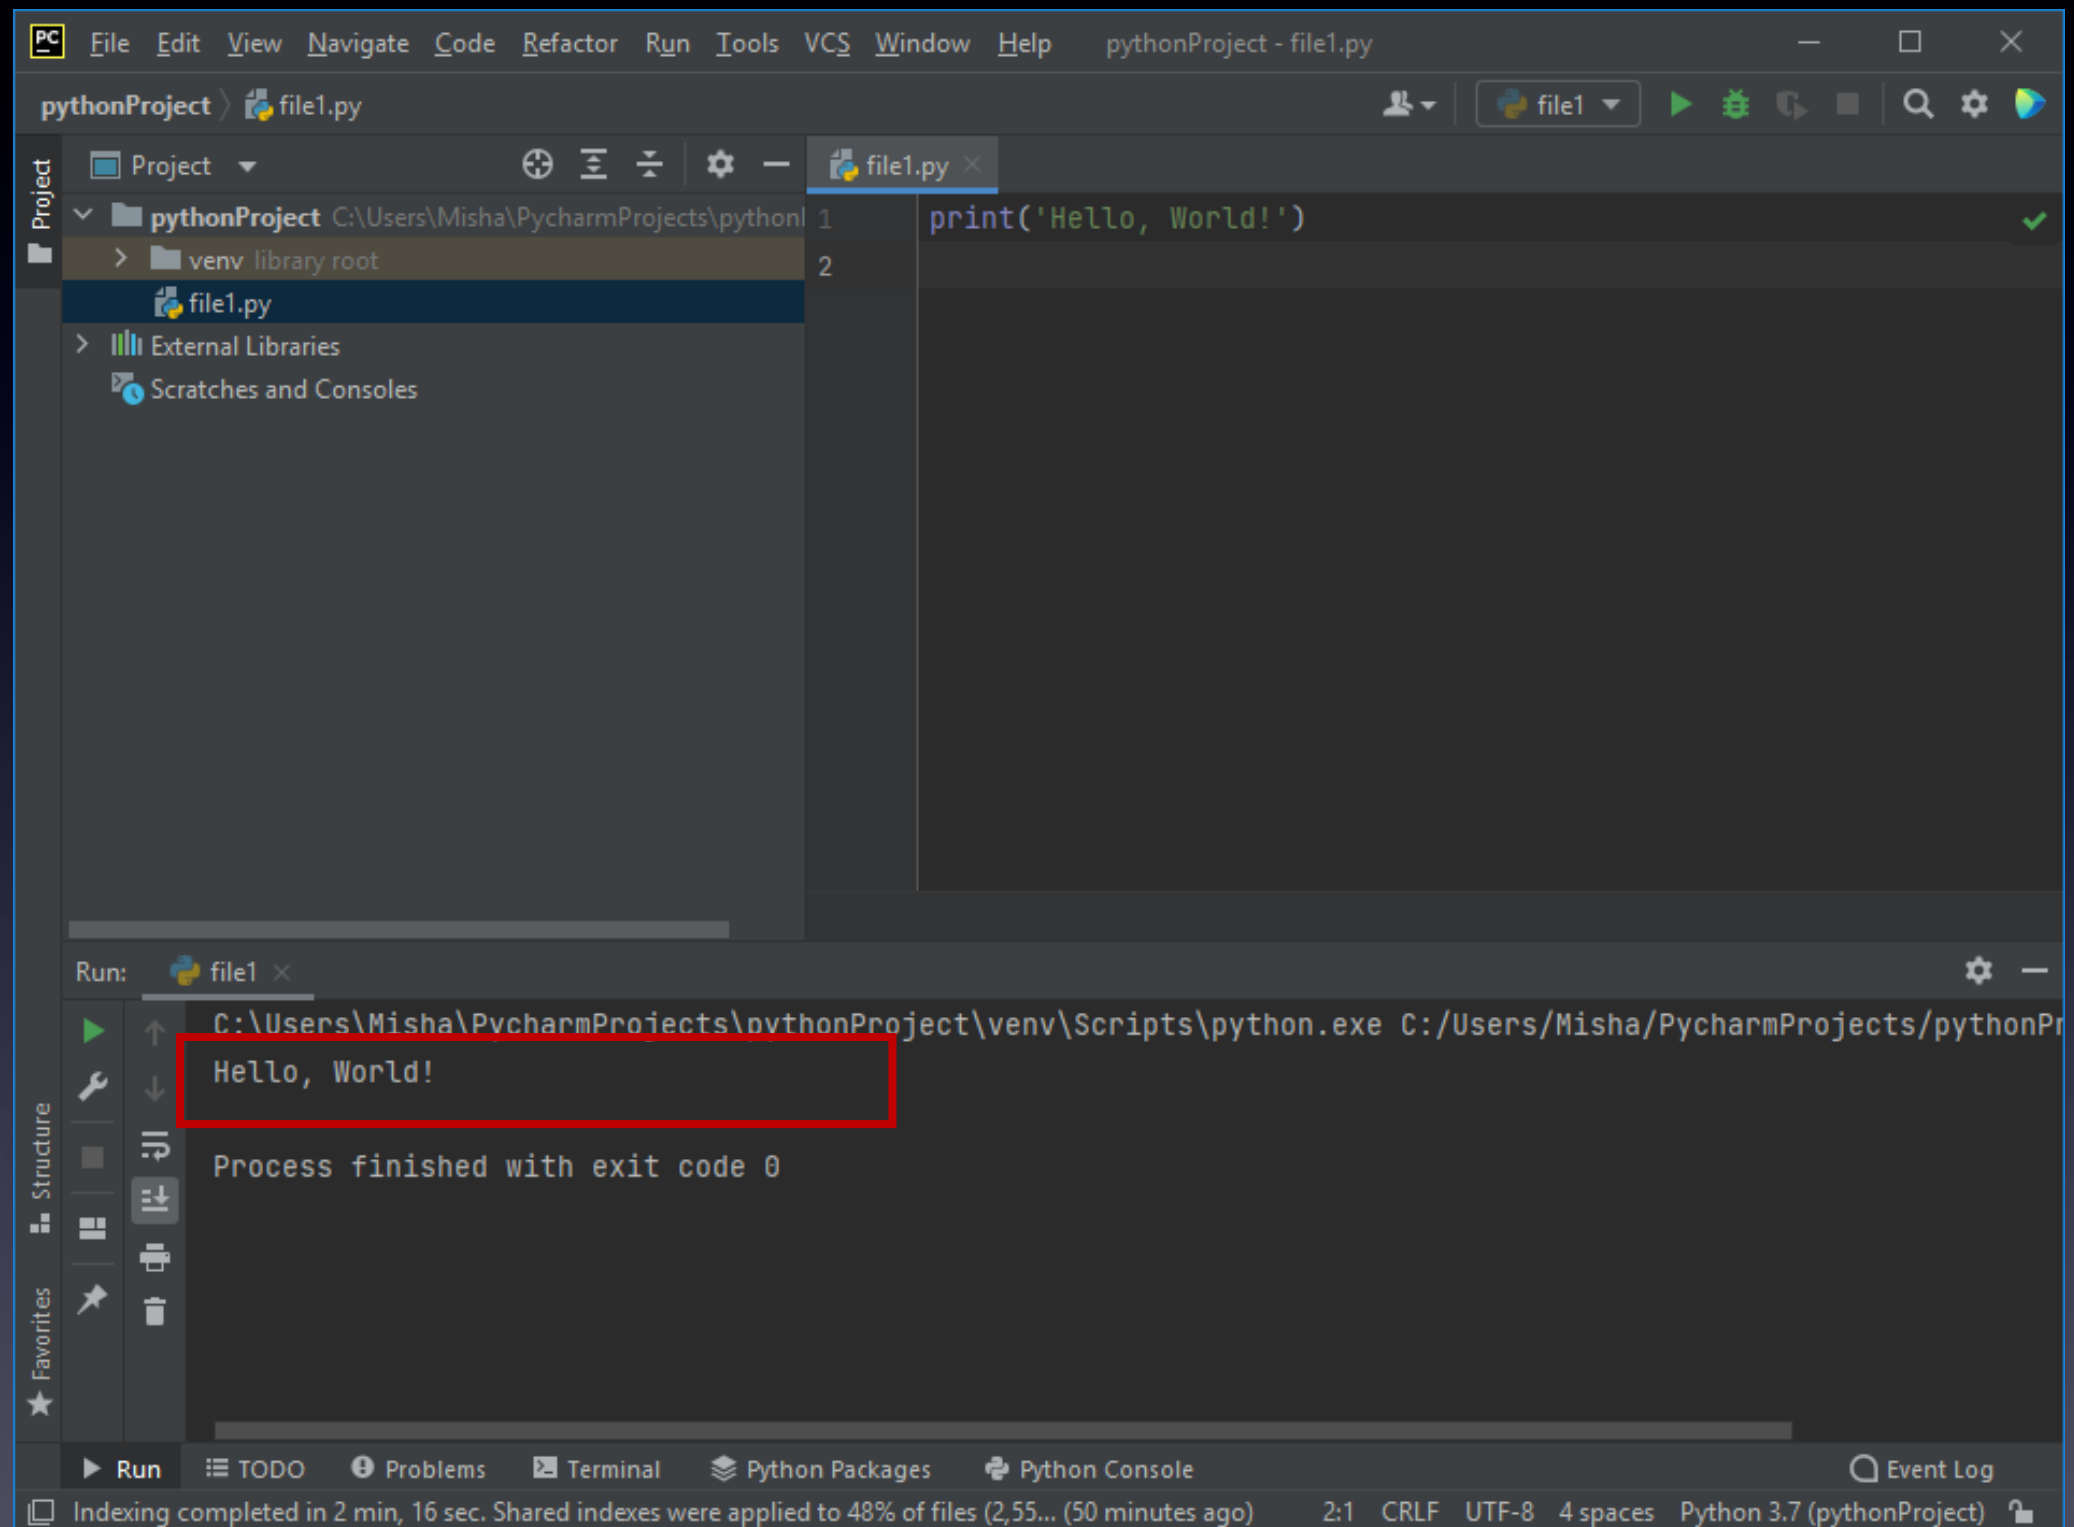 PC File Edit View Navigate Code Refactor Run Tools VCS Window Help pythonProject - file1.py
pythonProject file1.py file1
Project
Project
file1.py
pythonProject C:\Users\Misha\PycharmProjects\python
venv library root
file1.py
External Libraries
Scratches and Consoles
1 print('Hello, World!')
2
Run: file1
C:\Users\Misha\PycharmProjects\pythonProject\venv\Scripts\python.exe C:/Users/Misha/PycharmProjects/pythonPr
Hello, World!
Process finished with exit code 0
Structure
Favorites
Run TODO Problems Terminal Python Packages Python Console Event Log
Indexing completed in 2 min, 16 sec. Shared indexes were applied to 48% of files (2,55... (50 minutes ago) 2:1 CRLF UTF-8 4 spaces Python 3.7 (pythonProject)